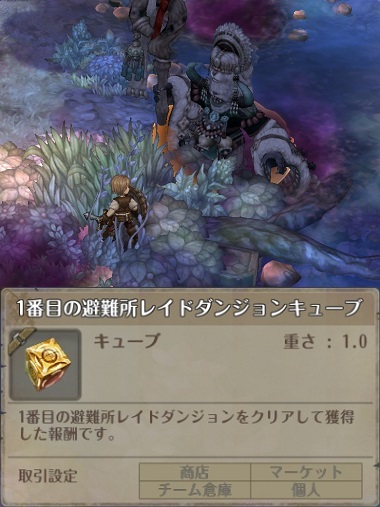 1番目の避難所レイドダンジョンキューブ
キューブ 重さ : 1.0
1番目の避難所レイドダンジョンをクリアして獲得
した報酬です。
取引設定 商店 マーケット
チーム倉庫 個人